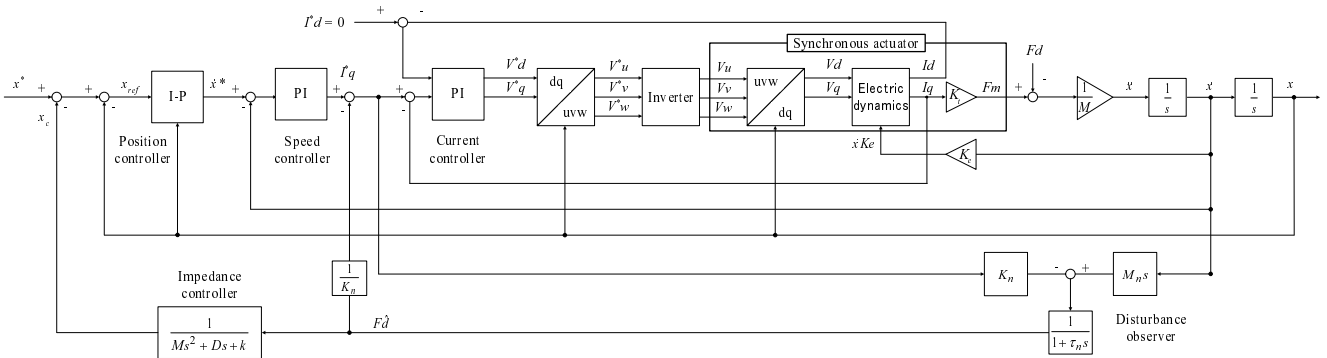 I*d = 0
+
-
Synchronous actuator
x*
+
-
x_c
+
-
x_ref
I-P
ẋ*
+
-
PI
I*q
+
-
+
-
PI
V*d
V*q
dq
uvw
V*u
V*v
V*w
Inverter
Vu
Vv
Vw
uvw
dq
Vd
Vq
Electric
dynamics
Id
Iq
K_t
Fm
Fd
+
-
1
M
ẍ
1
s
ẋ
1
s
x
Position
controller
Speed
controller
Current
controller
ẋKe
K_e
Impedance
controller
1
K_n
K_n
-
+
M_n s
1
Ms² + Ds + k
F̂d
1
1 + τ_n s
Disturbance
observer